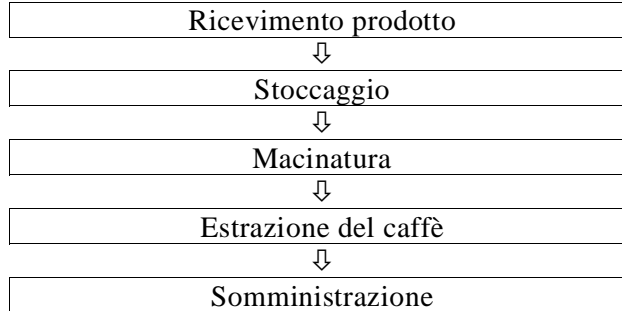 Ricevimento prodotto
⇩
Stoccaggio
⇩
Macinatura
⇩
Estrazione del caffè
⇩
Somministrazione